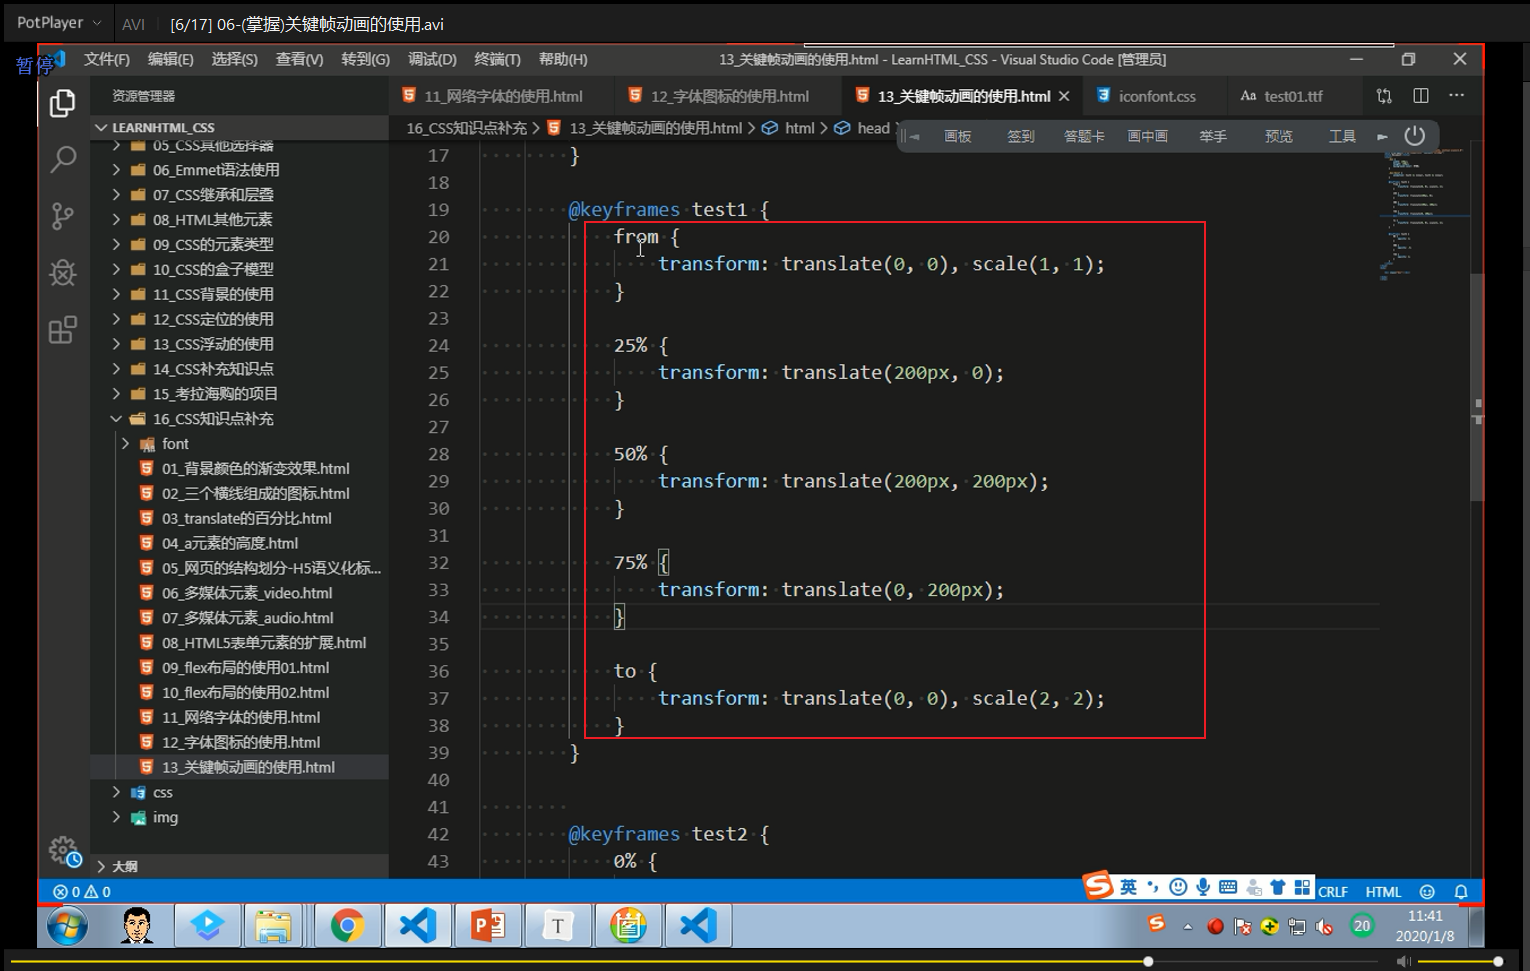 PotPlayer AVI [6/17] 06-(掌握)关键帧动画的使用.avi
暂停
文件(F) 编辑(E) 选择(S) 查看(V) 转到(G) 调试(D) 终端(T) 帮助(H) 13_关键帧动画的使用.html - LearnHTML_CSS - Visual Studio Code [管理员]
资源管理器
11_网络字体的使用.html 12_字体图标的使用.html 13_关键帧动画的使用.html iconfont.css Aa test01.ttf
LEARNHTML_CSS
16_CSS知识点补充 > 13_关键帧动画的使用.html > html > head
画板 签到 答题卡 画中画 举手 预览 工具
05_CSS其他选择器
06_Emmet语法使用
07_CSS继承和层叠
08_HTML其他元素
09_CSS的元素类型
10_CSS的盒子模型
11_CSS背景的使用
12_CSS定位的使用
13_CSS浮动的使用
14_CSS补充知识点
15_考拉海购的项目
16_CSS知识点补充
font
01_背景颜色的渐变效果.html
02_三个横线组成的图标.html
03_translate的百分比.html
04_a元素的高度.html
05_网页的结构划分-H5语义化标...
06_多媒体元素_video.html
07_多媒体元素_audio.html
08_HTML5表单元素的扩展.html
09_flex布局的使用01.html
10_flex布局的使用02.html
11_网络字体的使用.html
12_字体图标的使用.html
13_关键帧动画的使用.html
css
img
大纲
17 }
18
19 @keyframes test1 {
20 from {
21 transform: translate(0, 0), scale(1, 1);
22 }
23
24 25% {
25 transform: translate(200px, 0);
26 }
27
28 50% {
29 transform: translate(200px, 200px);
30 }
31
32 75% {
33 transform: translate(0, 200px);
34 }
35
36 to {
37 transform: translate(0, 0), scale(2, 2);
38 }
39 }
40
41
42 @keyframes test2 {
43 0% {
0 0 英 CRLF HTML
20 11:41
2020/1/8